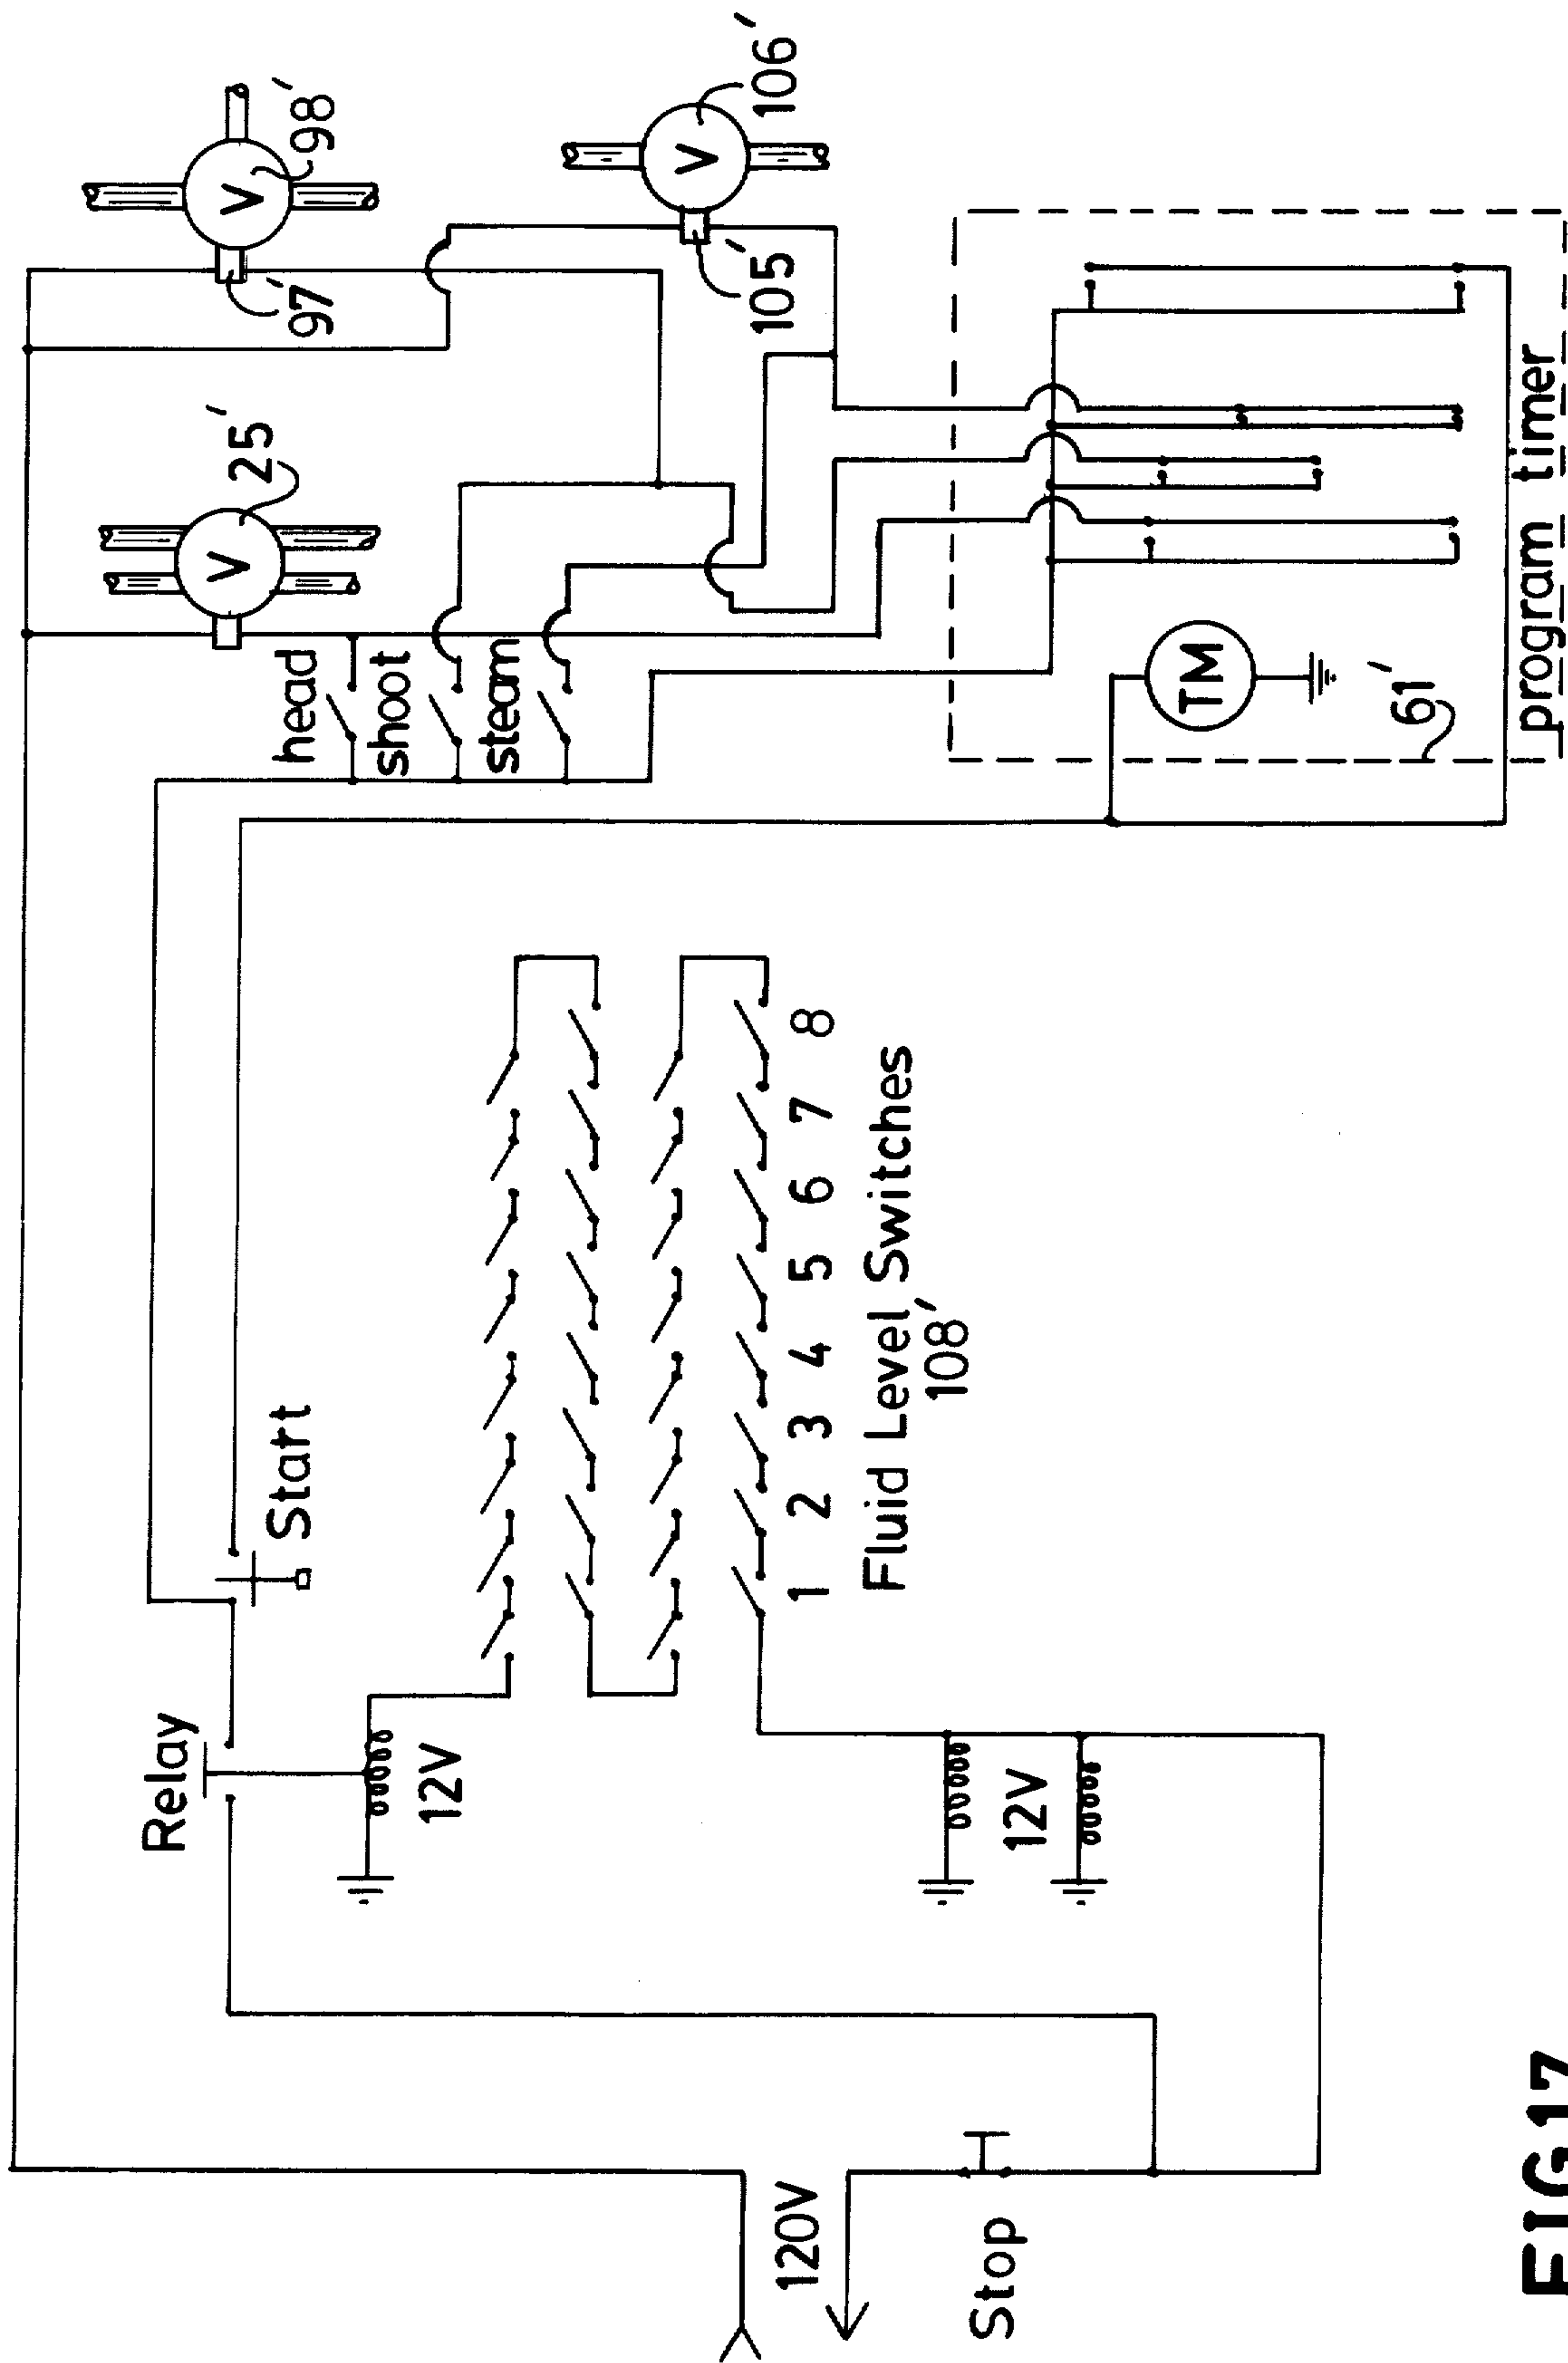 98′
97′
25′
106′
105′
head
shoot
steam
Relay
Start
12V
1 2 3 4 5 6 7 8
Fluid Level Switches
108′
12V
120V
Stop
V
V
V
TM
61′
program timer
FIG17